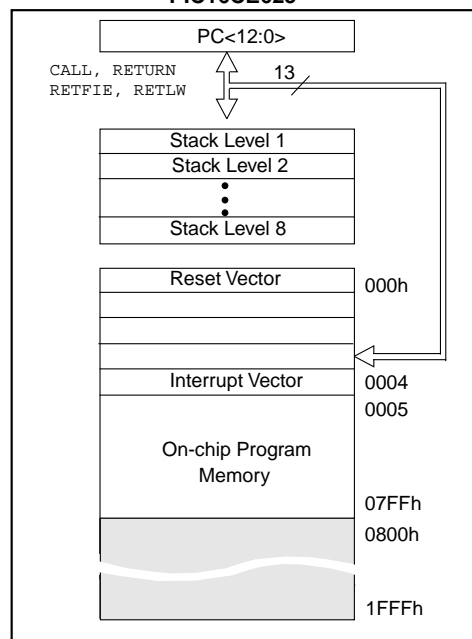 PC<12:0>
CALL, RETURN
RETFIE, RETLW
13
Stack Level 1
Stack Level 2
Stack Level 8
Reset Vector
000h
Interrupt Vector
0004
0005
On-chip Program
Memory
07FFh
0800h
1FFFh